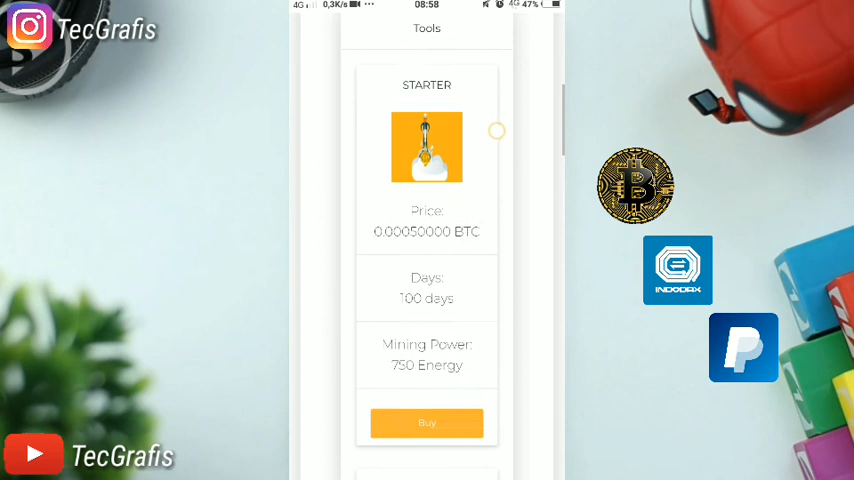 TecGrafis
4G 0,3K/s ... 08:58 4G 47%
Tools
STARTER
Price:
0.00050000 BTC
Days:
100 days
Mining Power:
750 Energy
Buy
INDODAX
TecGrafis